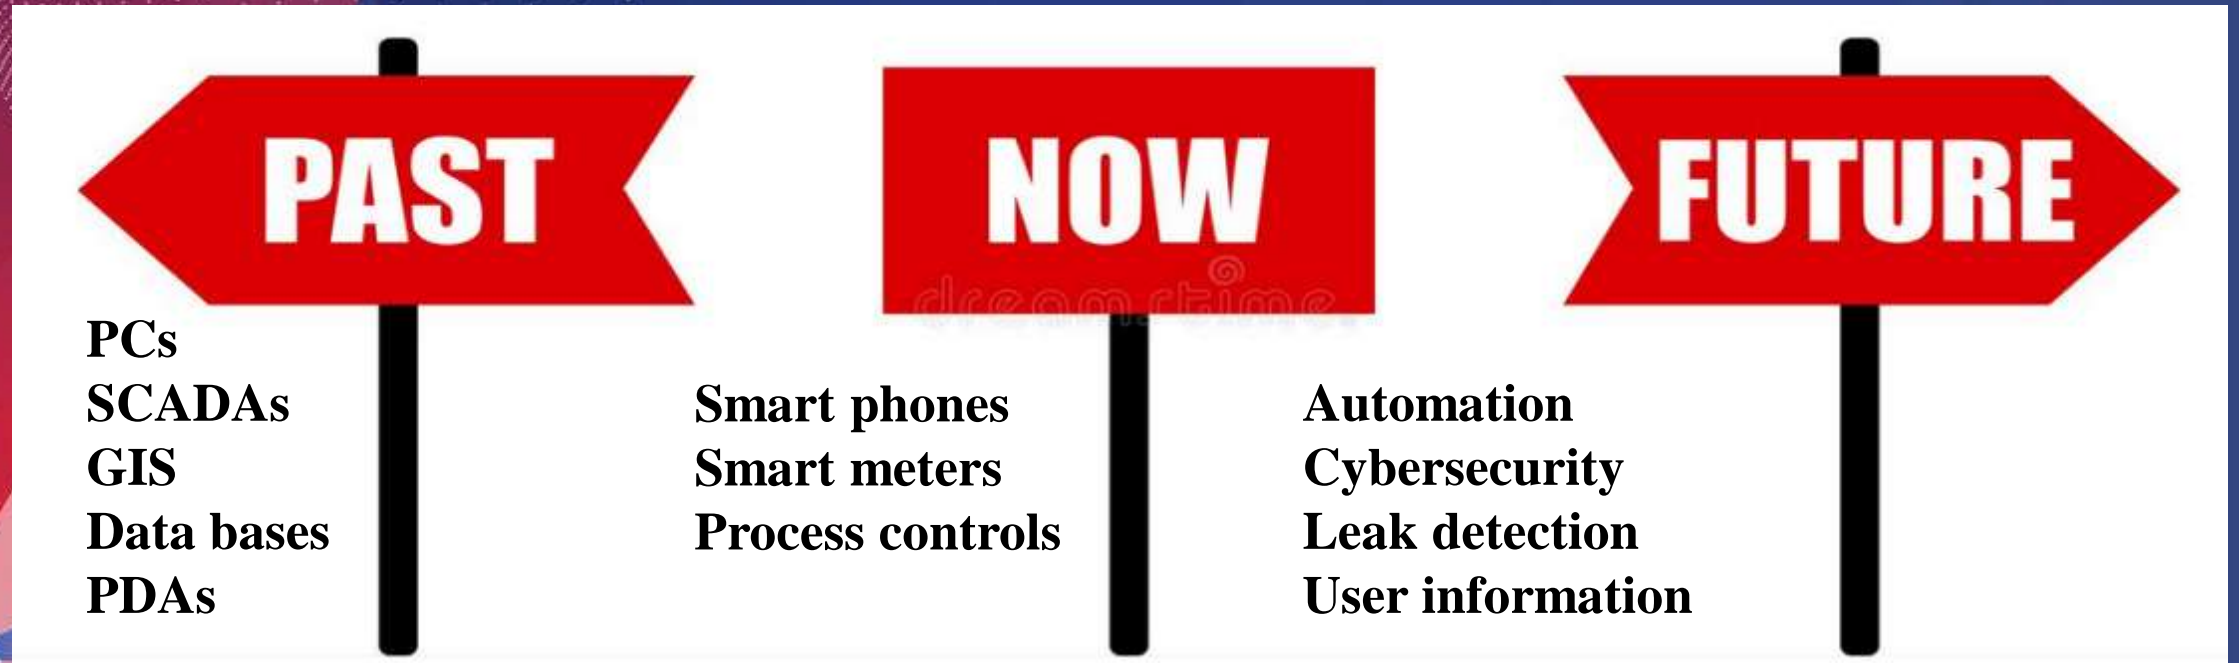 PAST
NOW
FUTURE
dreamstime
PCs
SCADAs
GIS
Data bases
PDAs
Smart phones
Smart meters
Process controls
Automation
Cybersecurity
Leak detection
User information